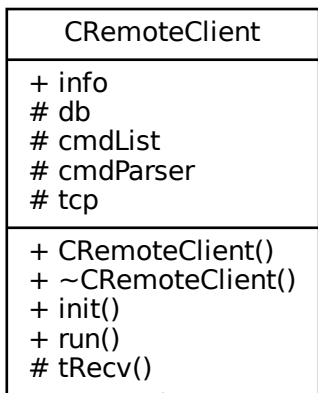 CRemoteClient
+ info
# db
# cmdList
# cmdParser
# tcp
+ CRemoteClient()
+ ~CRemoteClient()
+ init()
+ run()
# tRecv()